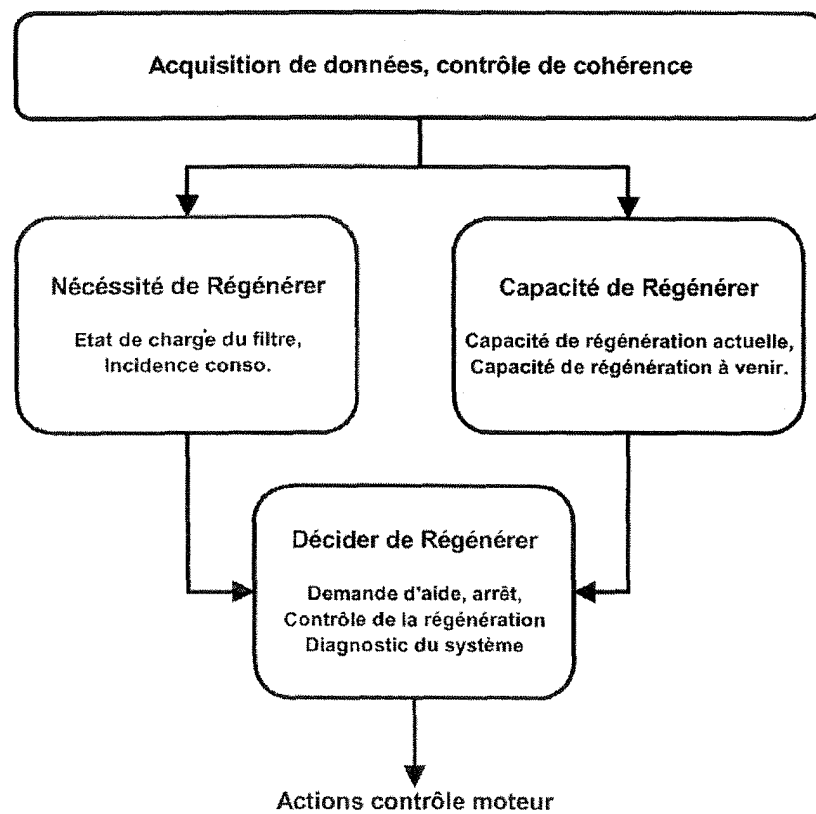 Acquisition de données, contrôle de cohérence
Nécéssité de Régénérer
Etat de charge du filtre,
Incidence conso.
Capacité de Régénérer
Capacité de régénération actuelle,
Capacité de régénération à venir.
Décider de Régénérer
Demande d'aide, arrêt,
Contrôle de la régénération
Diagnostic du système
Actions contrôle moteur